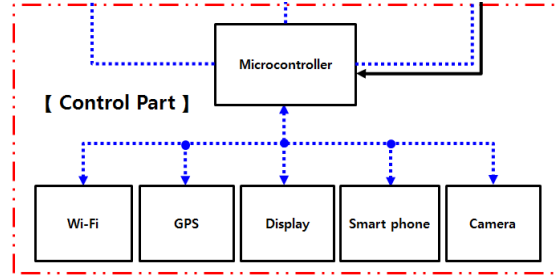 Microcontroller
【 Control Part 】
Wi-Fi
GPS
Display
Smart phone
Camera